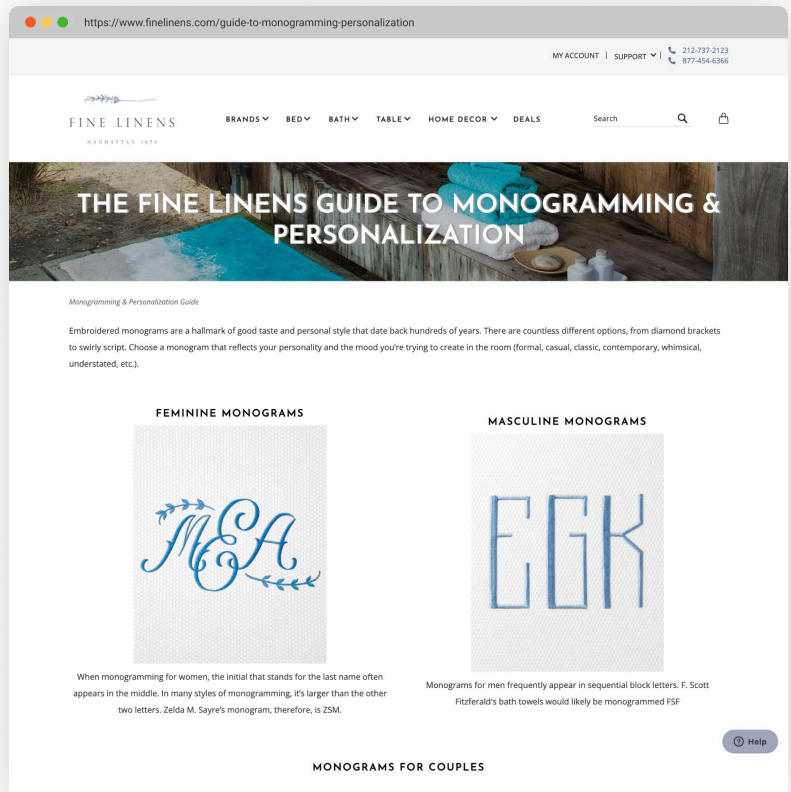 https://www.finelinens.com/guide-to-monogramming-personalization
MY ACCOUNT | SUPPORT |
212-737-2123
877-454-6366
FINE LINENS
MANHATTAN 1976
BRANDS BED BATH TABLE HOME DECOR DEALS
Search
THE FINE LINENS GUIDE TO MONOGRAMMING &
PERSONALIZATION
Monogramming & Personalization Guide
Embroidered monograms are a hallmark of good taste and personal style that date back hundreds of years. There are countless different options, from diamond brackets
to swirly script. Choose a monogram that reflects your personality and the mood you're trying to create in the room (formal, casual, classic, contemporary, whimsical,
understated, etc.).
FEMININE MONOGRAMS
MEA
When monogramming for women, the initial that stands for the last name often
appears in the middle. In many styles of monogramming, it's larger than the other
two letters. Zelda M. Sayre's monogram, therefore, is ZSM.
MASCULINE MONOGRAMS
EGK
Monograms for men frequently appear in sequential block letters. F. Scott
Fitzferald's bath towels would likely be monogrammed FSF
Help
MONOGRAMS FOR COUPLES